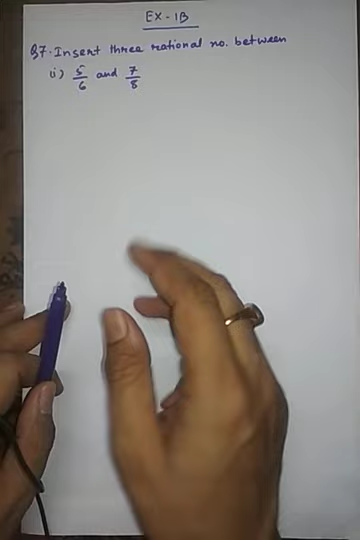 EX - 1B
Q7. Insert three rational no. between
(i) 5/6 and 7/8